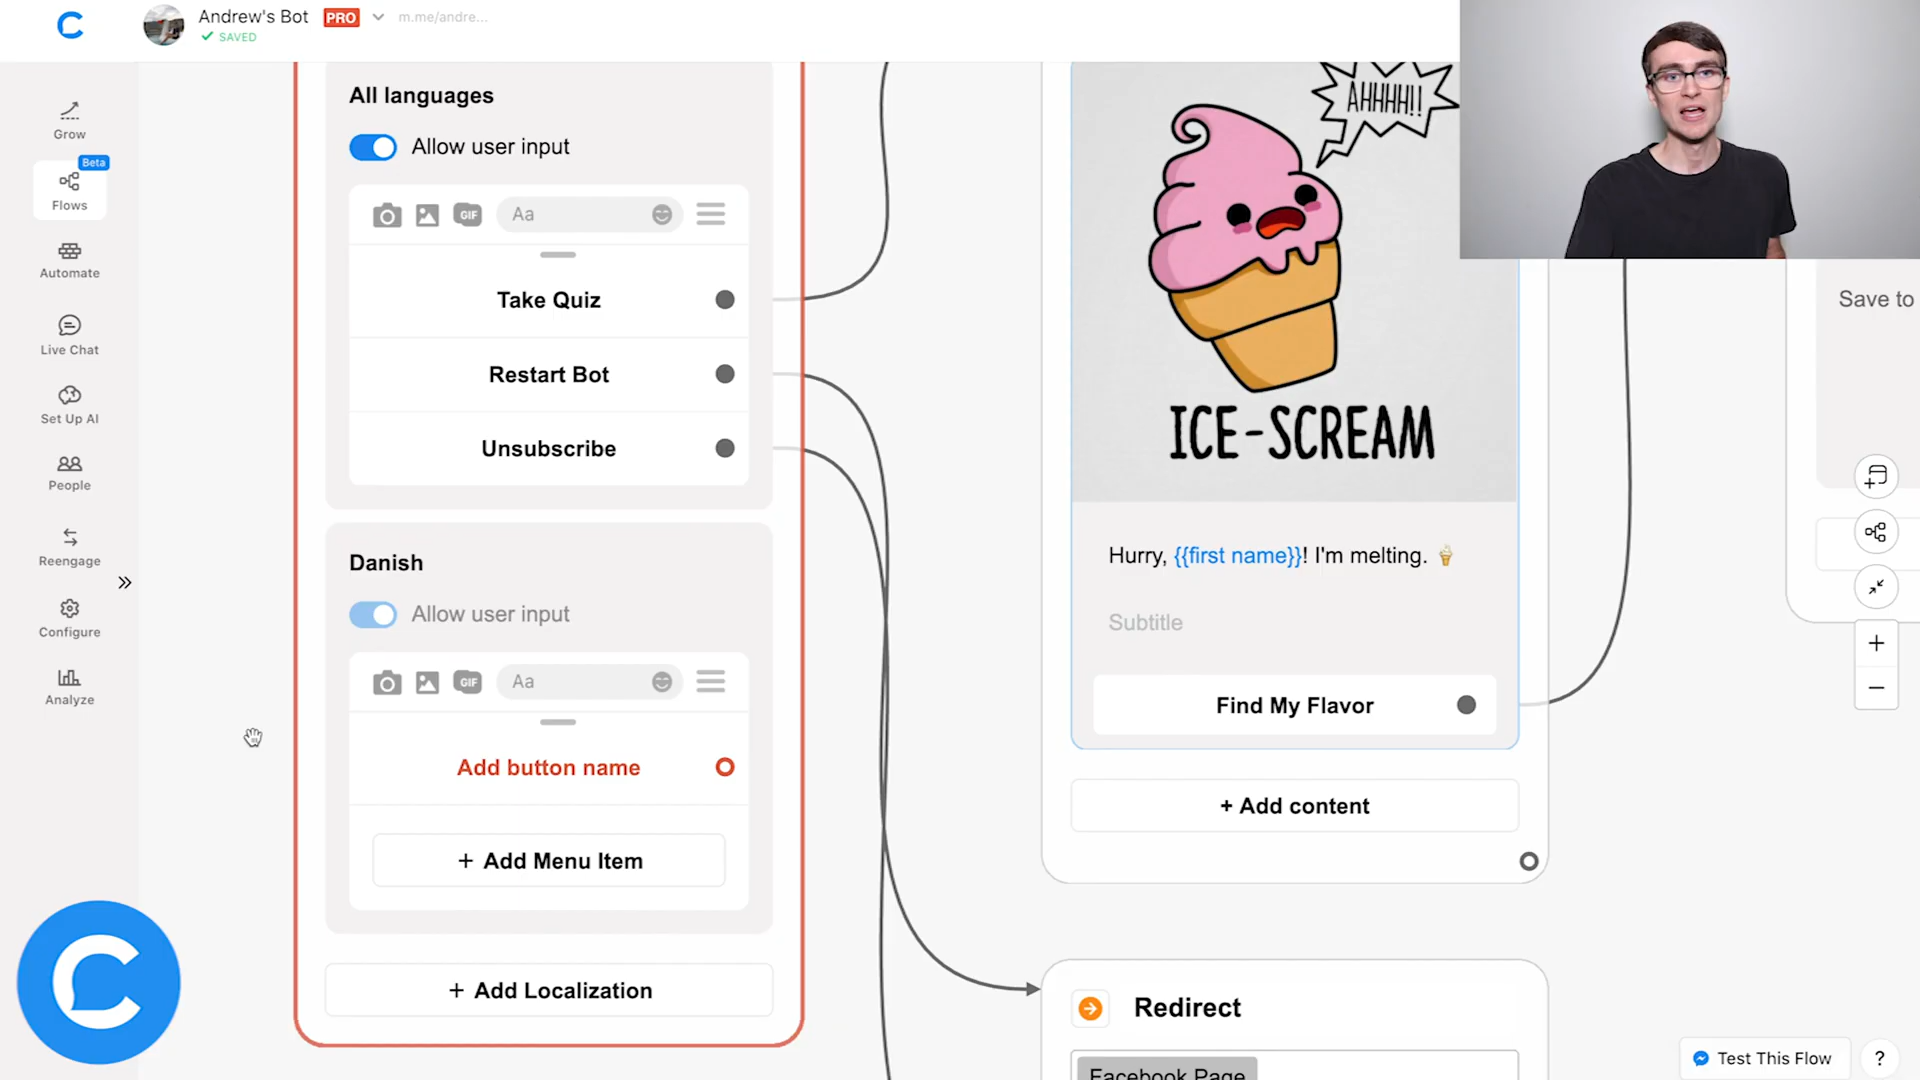 Andrew's Bot PRO m.me/andre...
SAVED
Grow
Beta
Flows
Automate
Live Chat
Set Up AI
People
Reengage
Configure
Analyze
All languages
Allow user input
GIF Aa
Take Quiz
Restart Bot
Unsubscribe
Danish
Allow user input
GIF Aa
Add button name
+ Add Menu Item
+ Add Localization
AHHHH!!
ICE-SCREAM
Hurry, {{first name}}! I'm melting.
Subtitle
Find My Flavor
+ Add content
Redirect
Facebook Page
Save to
Test This Flow
?